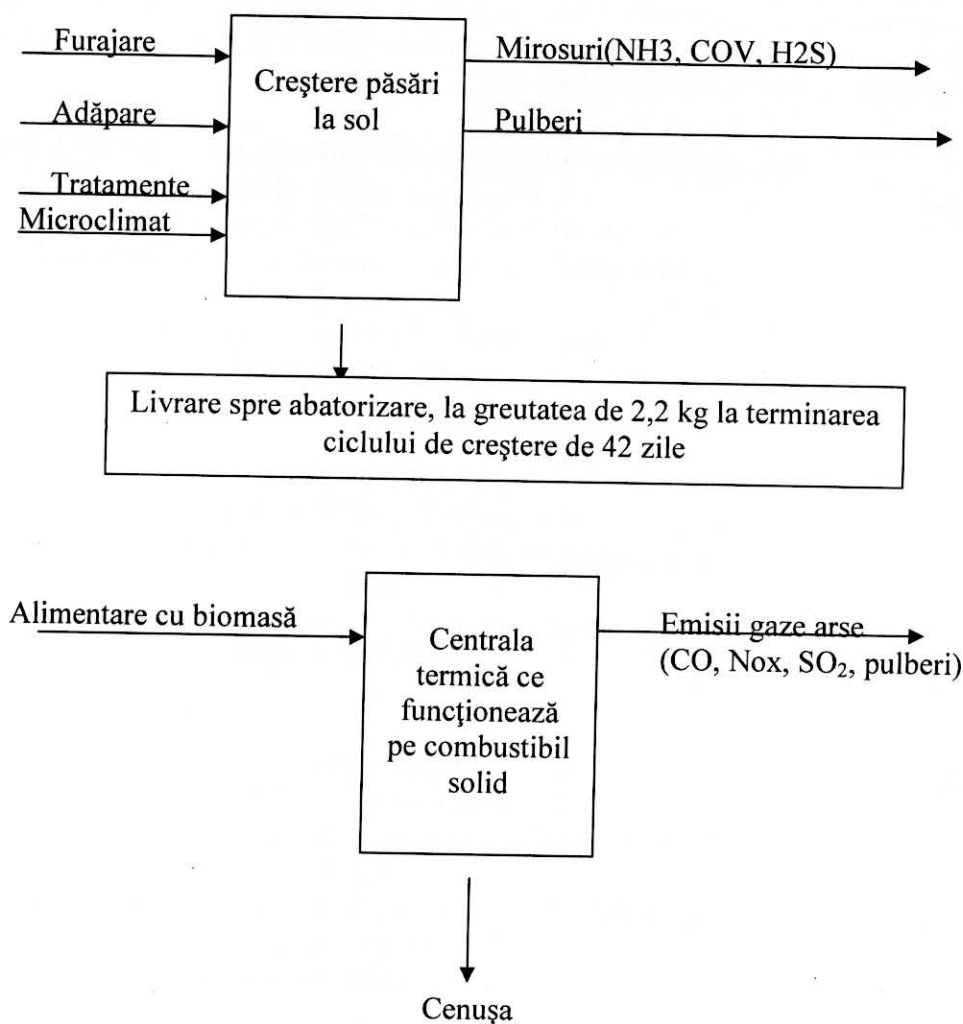 Furajare
Adăpare
Tratamente
Microclimat
Creştere păsări
la sol
Mirosuri(NH3, COV, H2S)
Pulberi
Livrare spre abatorizare, la greutatea de 2,2 kg la terminarea
ciclului de creştere de 42 zile
Alimentare cu biomasă
Centrala
termică ce
funcţionează
pe combustibil
solid
Emisii gaze arse
(CO, Nox, SO₂, pulberi)
Cenuşa